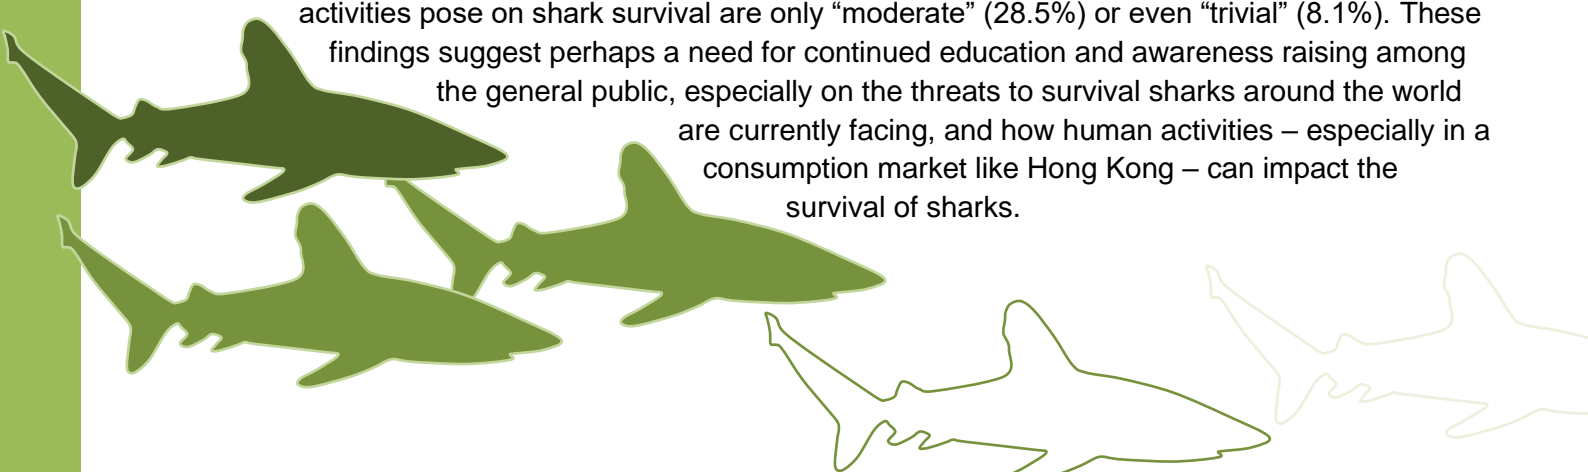 activities pose on shark survival are only “moderate” (28.5%) or even “trivial” (8.1%). These
findings suggest perhaps a need for continued education and awareness raising among
the general public, especially on the threats to survival sharks around the world
are currently facing, and how human activities – especially in a
consumption market like Hong Kong – can impact the
survival of sharks.